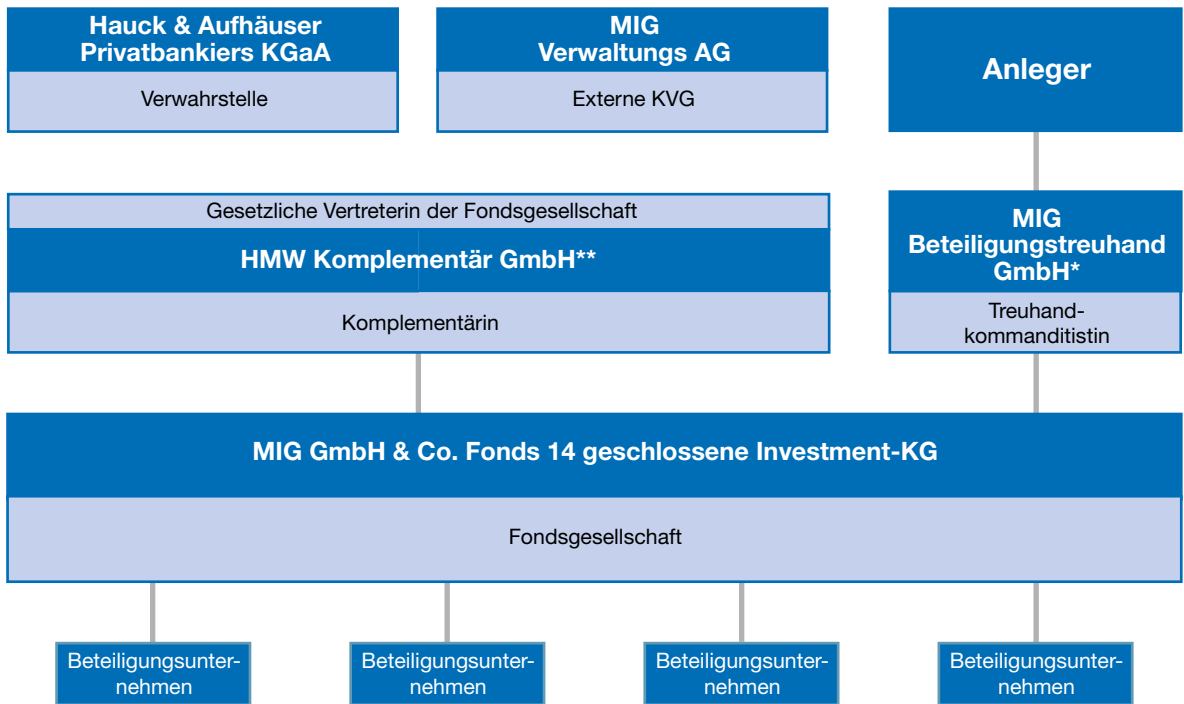 Hauck & Aufhäuser
Privatbankiers KGaA
Verwahrstelle
MIG
Verwaltungs AG
Externe KVG
Anleger
Gesetzliche Vertreterin der Fondsgesellschaft
HMW Komplementär GmbH**
Komplementärin
MIG
Beteiligungstreuhand
GmbH*
Treuhand-
kommanditistin
MIG GmbH & Co. Fonds 14 geschlossene Investment-KG
Fondsgesellschaft
Beteiligungsunter-
nehmen
Beteiligungsunter-
nehmen
Beteiligungsunter-
nehmen
Beteiligungsunter-
nehmen